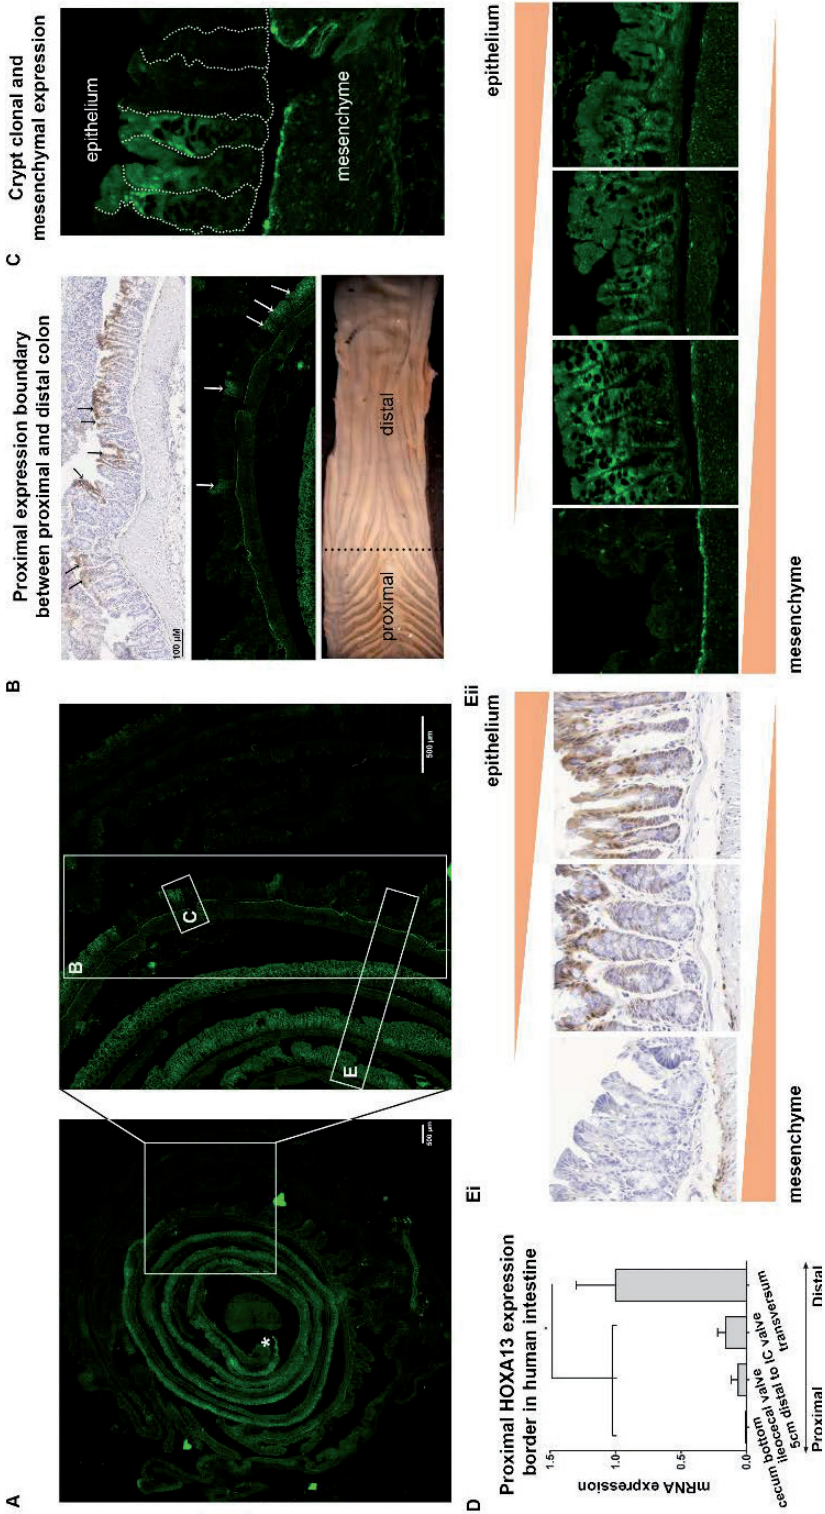 A
500 µm
B
C
E
500 µm
B
Proximal expression boundary
between proximal and distal colon
100 µM
proximal
distal
C
Crypt clonal and
mesenchymal expression
epithelium
mesenchyme
D
Proximal HOXA13 expression
border in human intestine
mRNA expression
1.5
1.0
0.5
0.0
cecum bottom
ileocecal valve
5cm distal to IC valve
transversum
Proximal
Distal
Ei
epithelium
mesenchyme
Eii
epithelium
mesenchyme